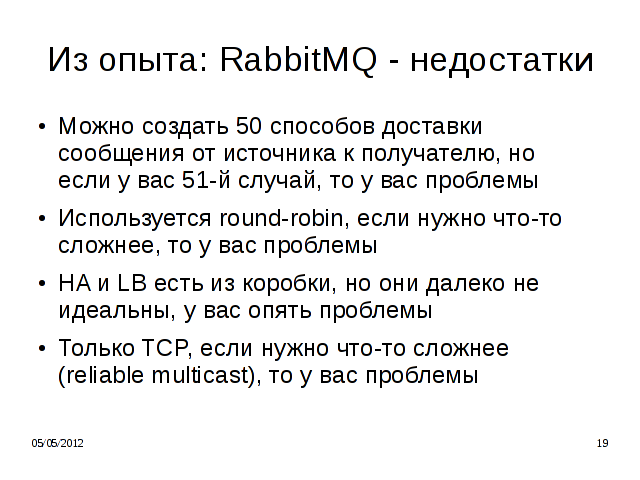 Из опыта: RabbitMQ - недостатки
• Можно создать 50 способов доставки
сообщения от источника к получателю, но
если у вас 51-й случай, то у вас проблемы
• Используется round-robin, если нужно что-то
сложнее, то у вас проблемы
• HA и LB есть из коробки, но они далеко не
идеальны, у вас опять проблемы
• Только TCP, если нужно что-то сложнее
(reliable multicast), то у вас проблемы
05/05/2012
19